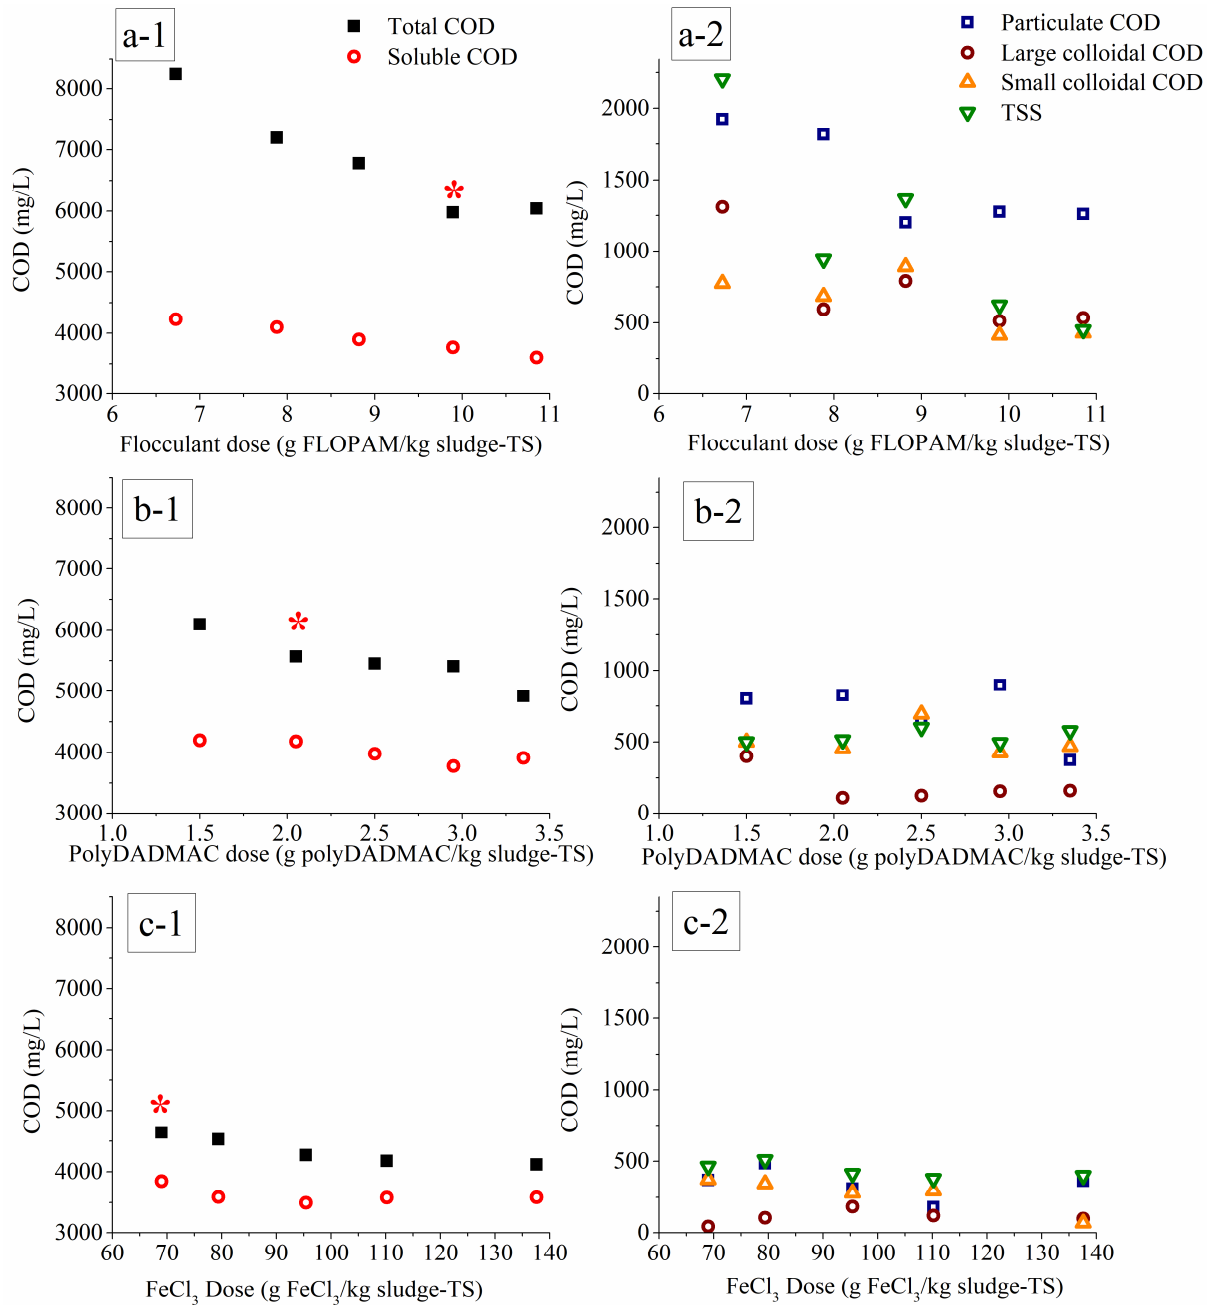 a-1
Total COD
Soluble COD
8000
7000
6000
5000
4000
3000
COD (mg/L)
*
6 7 8 9 10 11
Flocculant dose (g FLOPAM/kg sludge-TS)
a-2
Particulate COD
Large colloidal COD
Small colloidal COD
TSS
2000
1500
1000
500
0
COD (mg/L)
6 7 8 9 10 11
Flocculant dose (g FLOPAM/kg sludge-TS)
b-1
8000
7000
6000
5000
4000
3000
COD (mg/L)
*
1.0 1.5 2.0 2.5 3.0 3.5
PolyDADMAC dose (g polyDADMAC/kg sludge-TS)
b-2
2000
1500
1000
500
0
COD (mg/L)
1.0 1.5 2.0 2.5 3.0 3.5
PolyDADMAC dose (g polyDADMAC/kg sludge-TS)
c-1
8000
7000
6000
5000
4000
3000
COD (mg/L)
*
60 70 80 90 100 110 120 130 140
FeCl₃ Dose (g FeCl₃/kg sludge-TS)
c-2
2000
1500
1000
500
0
COD (mg/L)
60 70 80 90 100 110 120 130 140
FeCl₃ Dose (g FeCl₃/kg sludge-TS)